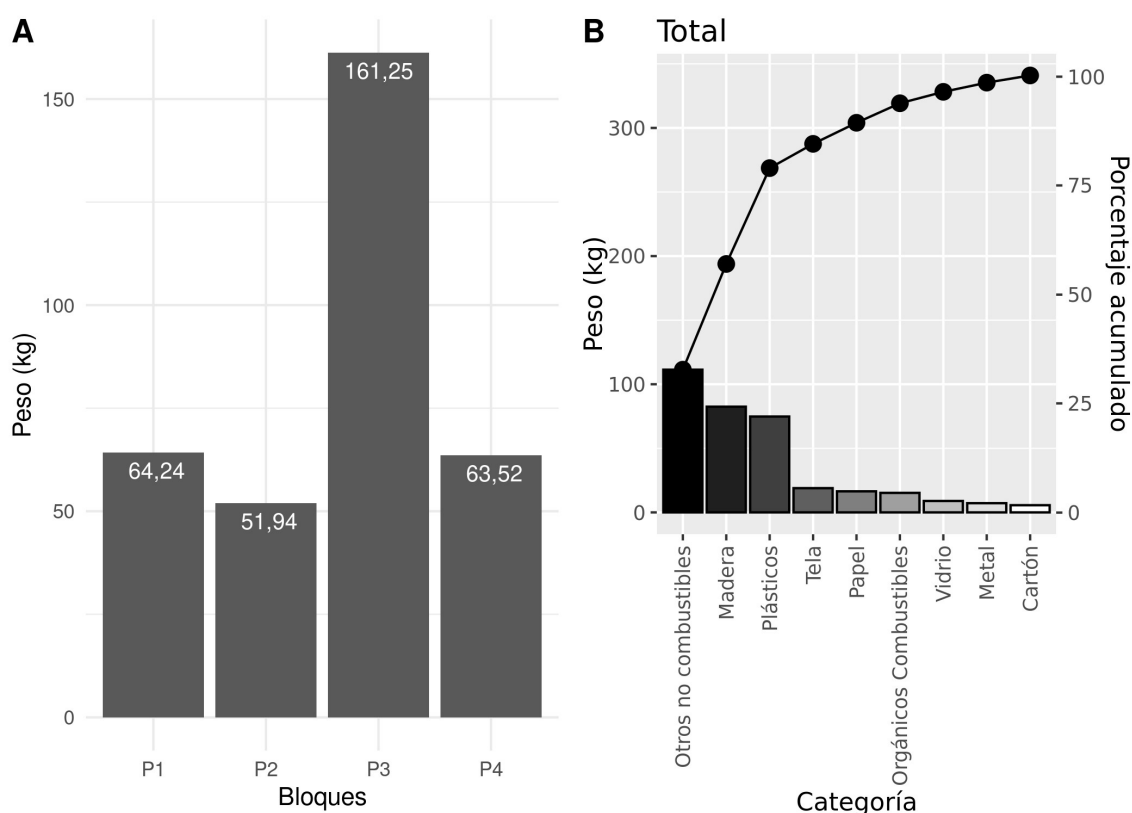 A
Peso (kg)
150
100
50
0
161,25
64,24
63,52
51,94
P1 P2 P3 P4
Bloques
B Total
Peso (kg)
300
200
100
0
100
75
50
25
0
Porcentaje acumulado
Otros no combustibles
Madera
Plásticos
Tela
Papel
Orgánicos Combustibles
Vidrio
Metal
Cartón
Categoría